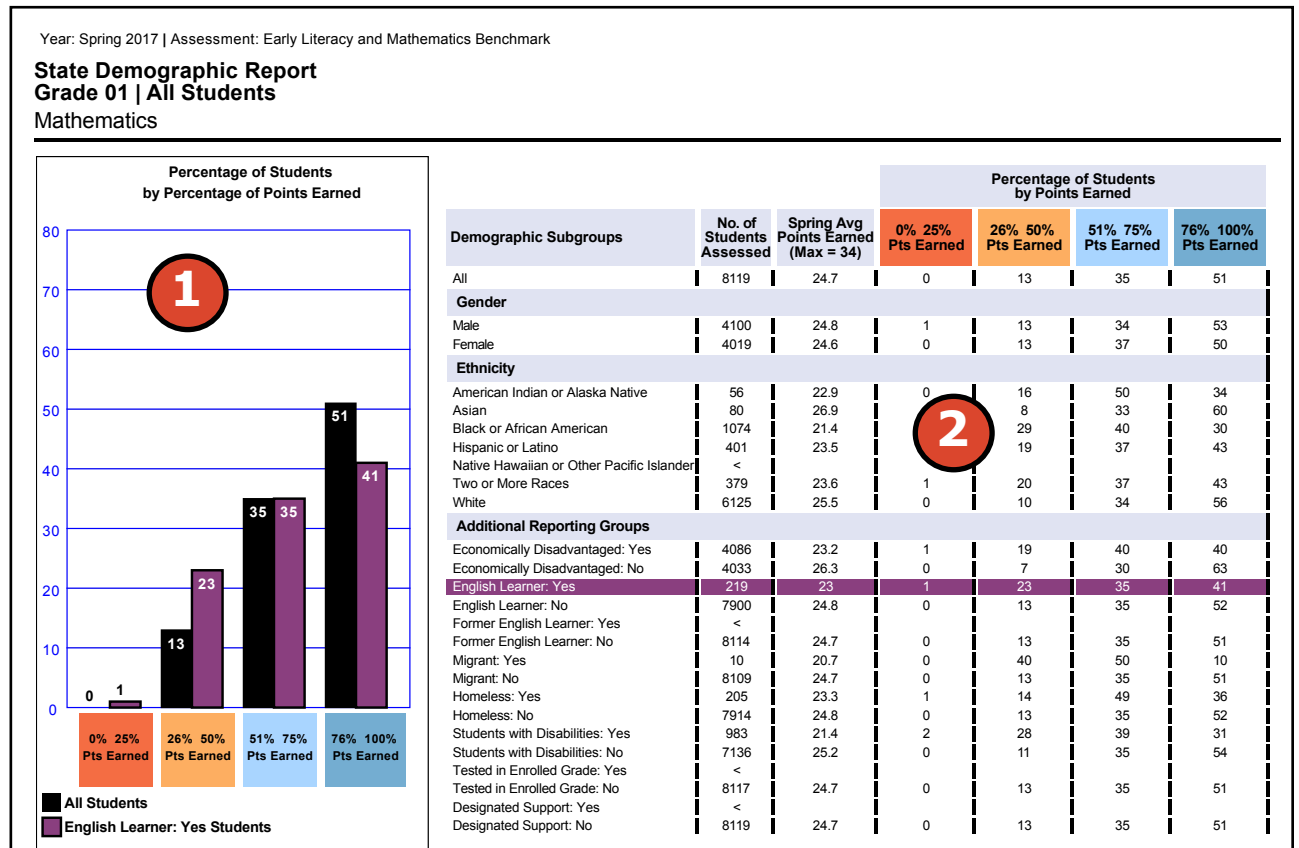 Year: Spring 2017 | Assessment: Early Literacy and Mathematics Benchmark
State Demographic Report
Grade 01 | All Students
Mathematics
Percentage of Students
by Percentage of Points Earned
80
70
60
50
40
30
20
10
0
1
0 1
13 23
35 35
51 41
0% 25% 26% 50% 51% 75% 76% 100%
Pts Earned Pts Earned Pts Earned Pts Earned
All Students
English Learner: Yes Students
Percentage of Students
by Points Earned
Demographic Subgroups
No. of
Students
Assessed
Spring Avg
Points Earned
(Max = 34)
0% 25%
Pts Earned
26% 50%
Pts Earned
51% 75%
Pts Earned
76% 100%
Pts Earned
All 8119 24.7 0 13 35 51
Gender
Male 4100 24.8 1 13 34 53
Female 4019 24.6 0 13 37 50
Ethnicity
American Indian or Alaska Native 56 22.9 0 16 50 34
Asian 80 26.9 8 33 60
Black or African American 1074 21.4 29 40 30
Hispanic or Latino 401 23.5 19 37 43
Native Hawaiian or Other Pacific Islander <
Two or More Races 379 23.6 1 20 37 43
White 6125 25.5 0 10 34 56
2
Additional Reporting Groups
Economically Disadvantaged: Yes 4086 23.2 1 19 40 40
Economically Disadvantaged: No 4033 26.3 0 7 30 63
English Learner: Yes 219 23 1 23 35 41
English Learner: No 7900 24.8 0 13 35 52
Former English Learner: Yes <
Former English Learner: No 8114 24.7 0 13 35 51
Migrant: Yes 10 20.7 0 40 50 10
Migrant: No 8109 24.7 0 13 35 51
Homeless: Yes 205 23.3 1 14 49 36
Homeless: No 7914 24.8 0 13 35 52
Students with Disabilities: Yes 983 21.4 2 28 39 31
Students with Disabilities: No 7136 25.2 0 11 35 54
Tested in Enrolled Grade: Yes <
Tested in Enrolled Grade: No 8117 24.7 0 13 35 51
Designated Support: Yes <
Designated Support: No 8119 24.7 0 13 35 51